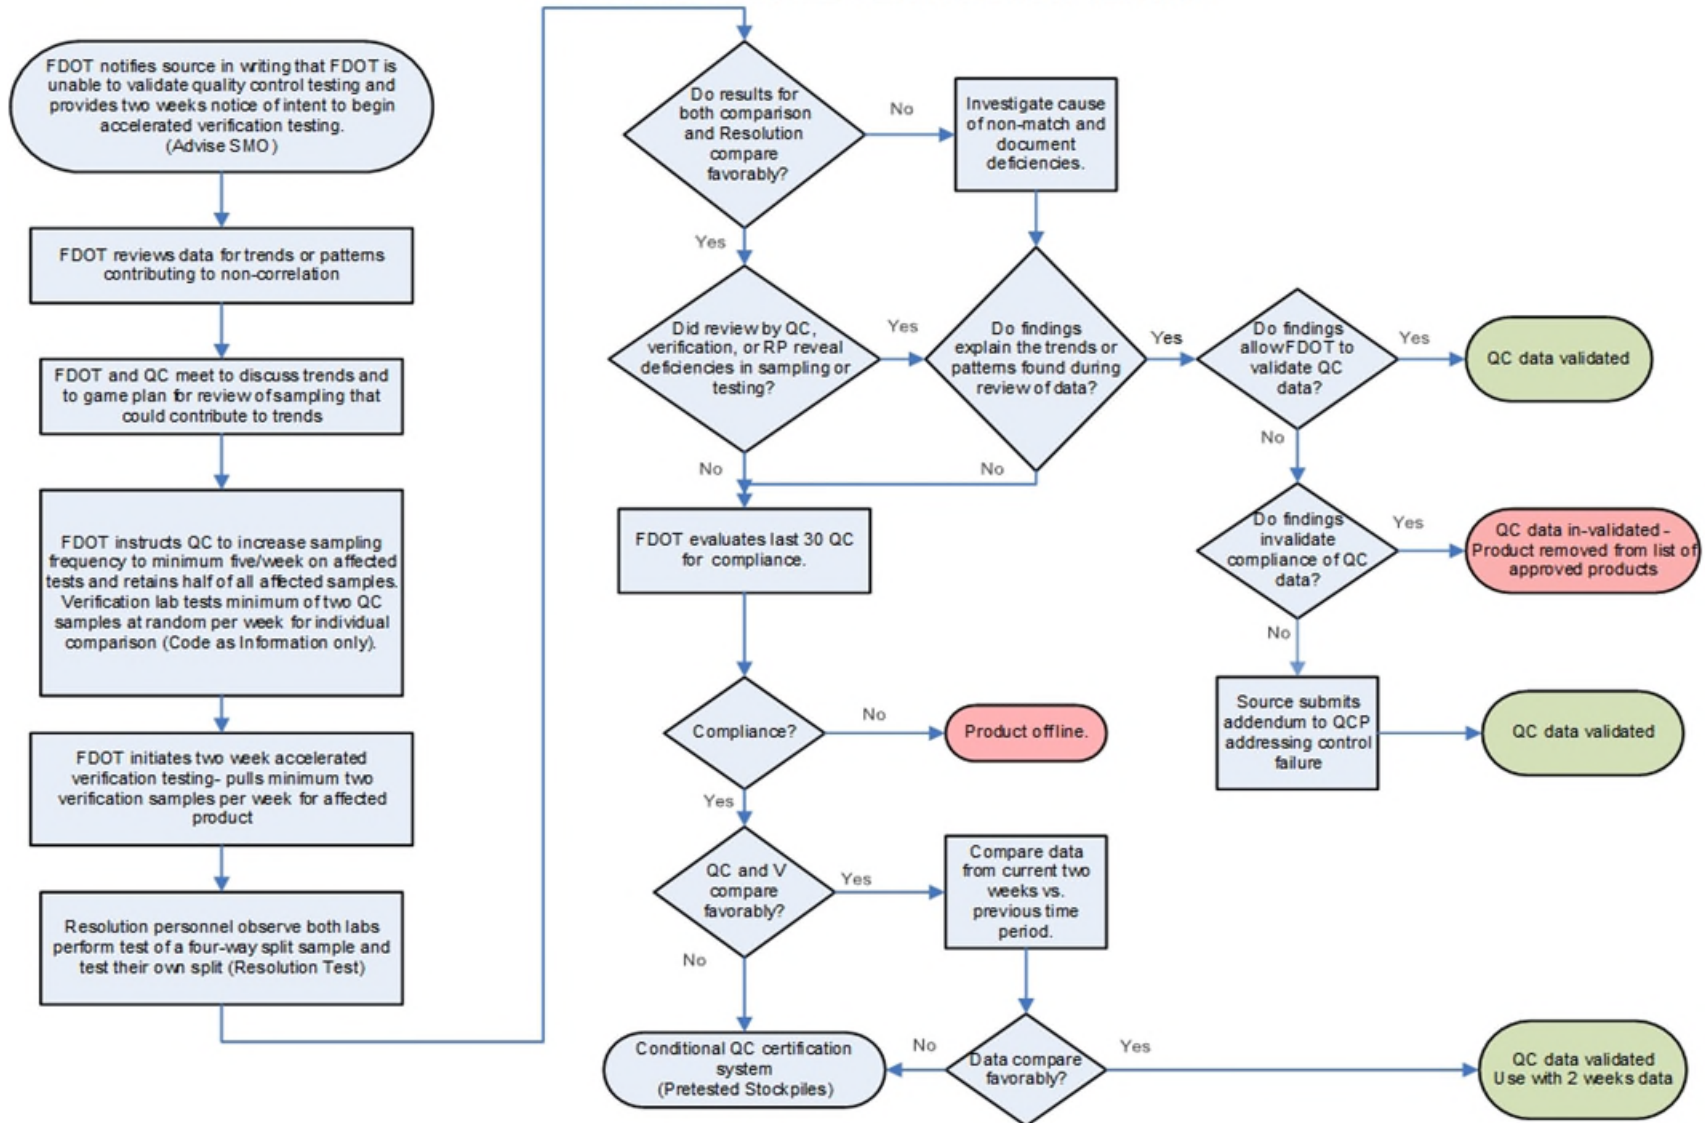 FDOT notifies source in writing that FDOT is
unable to validate quality control testing and
provides two weeks notice of intent to begin
accelerated verification testing.
(Advise SMO)
FDOT reviews data for trends or patterns
contributing to non-correlation
FDOT and QC meet to discuss trends and
to game plan for review of sampling that
could contribute to trends
FDOT instructs QC to increase sampling
frequency to minimum five/week on affected
tests and retains half of all affected samples.
Verification lab tests minimum of two QC
samples at random per week for individual
comparison (Code as Information only).
FDOT initiates two week accelerated
verification testing- pulls minimum two
verification samples per week for affected
product
Resolution personnel observe both labs
perform test of a four-way split sample and
test their own split (Resolution Test)
Do results for
both comparison
and Resolution
compare
favorably?
No
Investigate cause
of non-match and
document
deficiencies.
Yes
Did review by QC,
verification, or RP reveal
deficiencies in sampling or
testing?
Yes
Do findings
explain the trends or
patterns found during
review of data?
Yes
Do findings
allow FDOT to
validate QC
data?
Yes
QC data validated
No
No
No
FDOT evaluates last 30 QC
for compliance.
Do findings
invalidate
compliance of QC
data?
Yes
QC data in-validated -
Product removed from list of
approved products
No
Source submits
addendum to QCP
addressing control
failure
QC data validated
Compliance?
No
Product offline.
Yes
QC and V
compare
favorably?
Yes
Compare data
from current two
weeks vs.
previous time
period.
No
Conditional QC certification
system
(Pretested Stockpiles)
No
Data compare
favorably?
Yes
QC data validated
Use with 2 weeks data